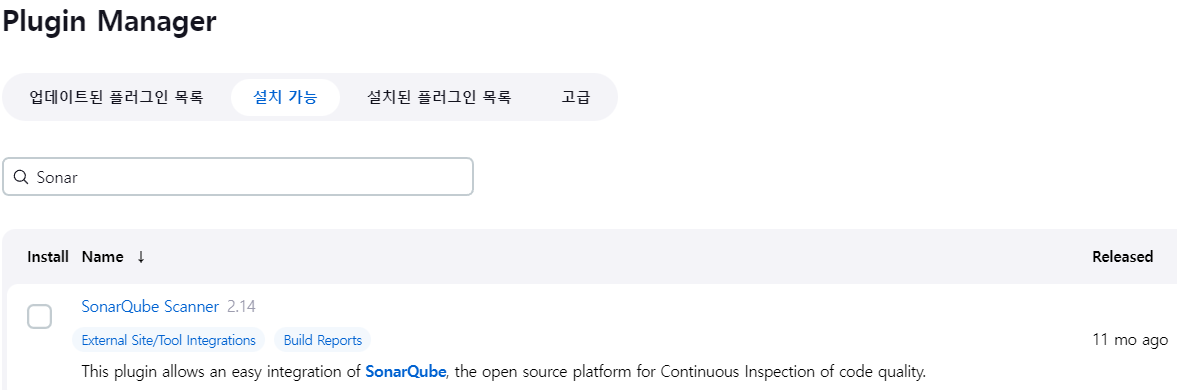 Plugin Manager
업데이트된 플러그인 목록 설치 가능 설치된 플러그인 목록 고급
Sonar
Install Name ↓ Released
SonarQube Scanner 2.14
External Site/Tool Integrations Build Reports
11 mo ago
This plugin allows an easy integration of SonarQube, the open source platform for Continuous Inspection of code quality.